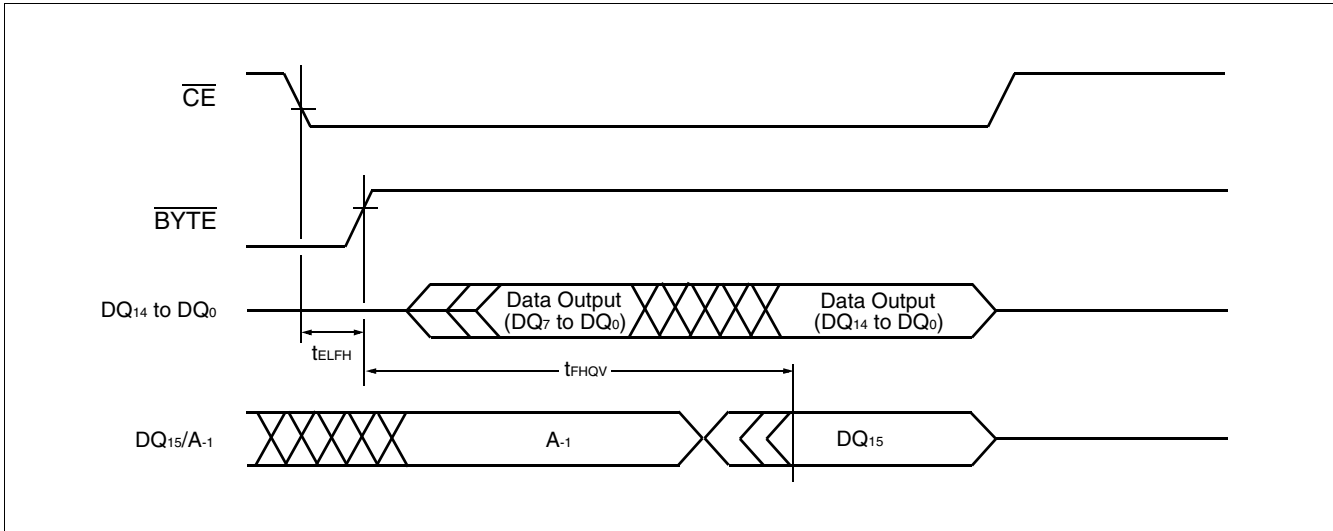 CE
BYTE
DQ14 to DQ0
Data Output
(DQ7 to DQ0)
Data Output
(DQ14 to DQ0)
tELFH
tFHQV
DQ15/A-1
A-1
DQ15